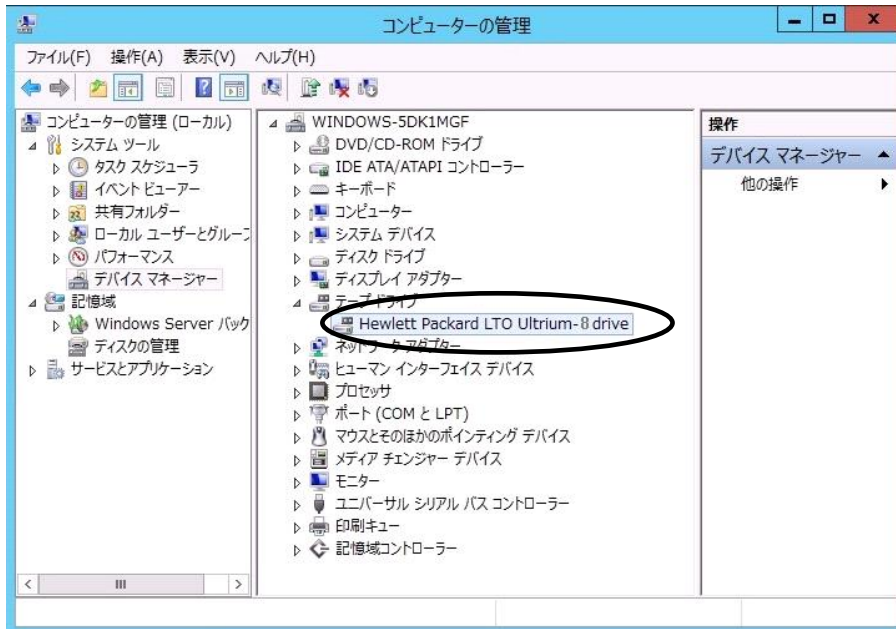 コンピューターの管理
ファイル(F) 操作(A) 表示(V) ヘルプ(H)
コンピューターの管理 (ローカル)
システム ツール
タスク スケジューラ
イベント ビューアー
共有フォルダー
ローカル ユーザーとグループ
パフォーマンス
デバイス マネージャー
記憶域
Windows Server バック
ディスクの管理
サービスとアプリケーション
WINDOWS-5DK1MGF
DVD/CD-ROM ドライブ
IDE ATA/ATAPI コントローラー
キーボード
コンピューター
システム デバイス
ディスク ドライブ
ディスプレイ アダプター
テープ ドライブ
Hewlett Packard LTO Ultrium-8 drive
ネットワーク アダプター
ヒューマン インターフェイス デバイス
プロセッサ
ポート (COM と LPT)
マウスとそのほかのポインティング デバイス
メディア チェンジャー デバイス
モニター
ユニバーサル シリアル バス コントローラー
印刷キュー
記憶域コントローラー
操作
デバイス マネージャー
他の操作